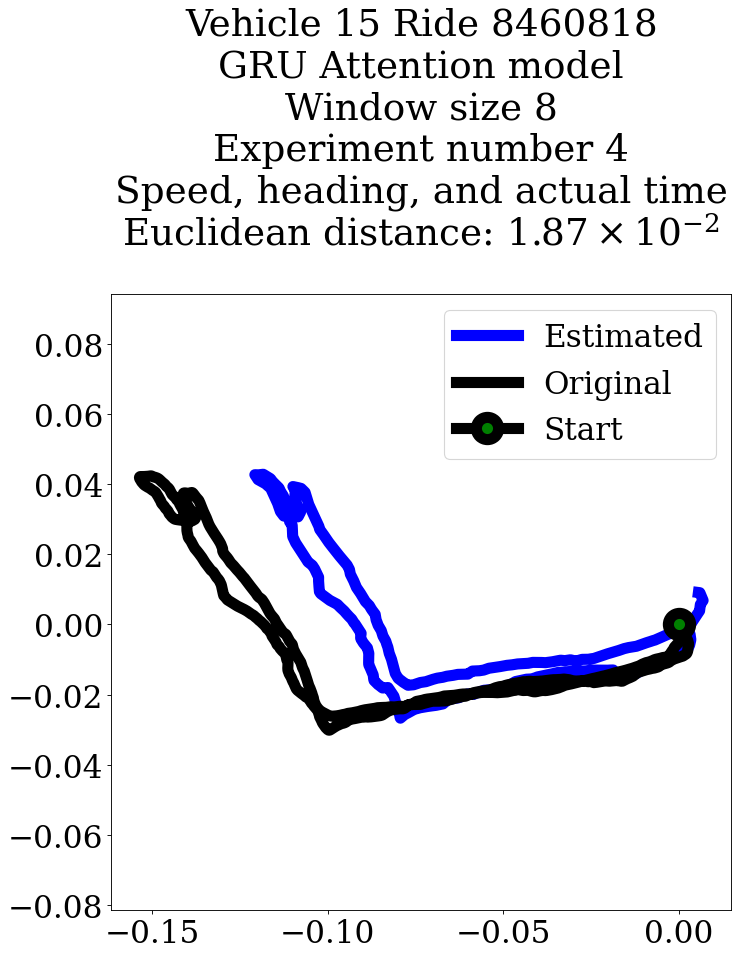 Vehicle 15 Ride 8460818
GRU Attention model
Window size 8
Experiment number 4
Speed, heading, and actual time
Euclidean distance: 1.87 × 10⁻²
Estimated
Original
Start
0.08
0.06
0.04
0.02
0.00
−0.02
−0.04
−0.06
−0.08
−0.15
−0.10
−0.05
0.00